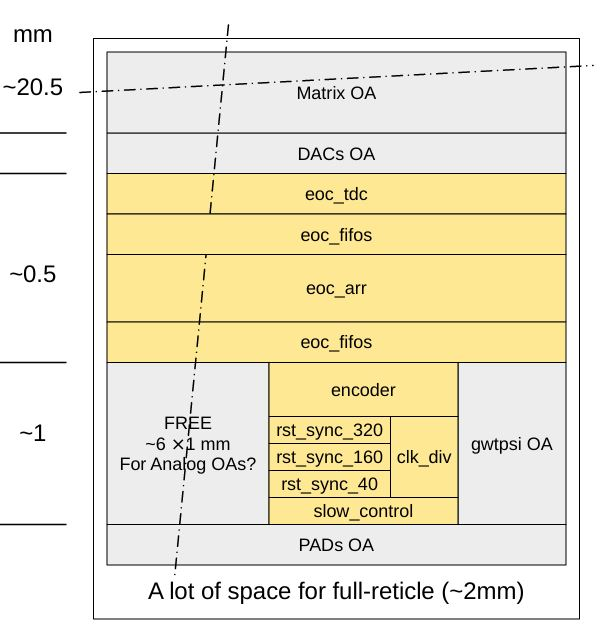 mm
~20.5
Matrix OA
DACs OA
eoc_tdc
eoc_fifos
~0.5
eoc_arr
eoc_fifos
encoder
FREE
~6 ×1 mm
For Analog OAs?
~1
rst_sync_320
rst_sync_160
rst_sync_40
clk_div
gwtpsi OA
slow_control
PADs OA
A lot of space for full-reticle (~2mm)